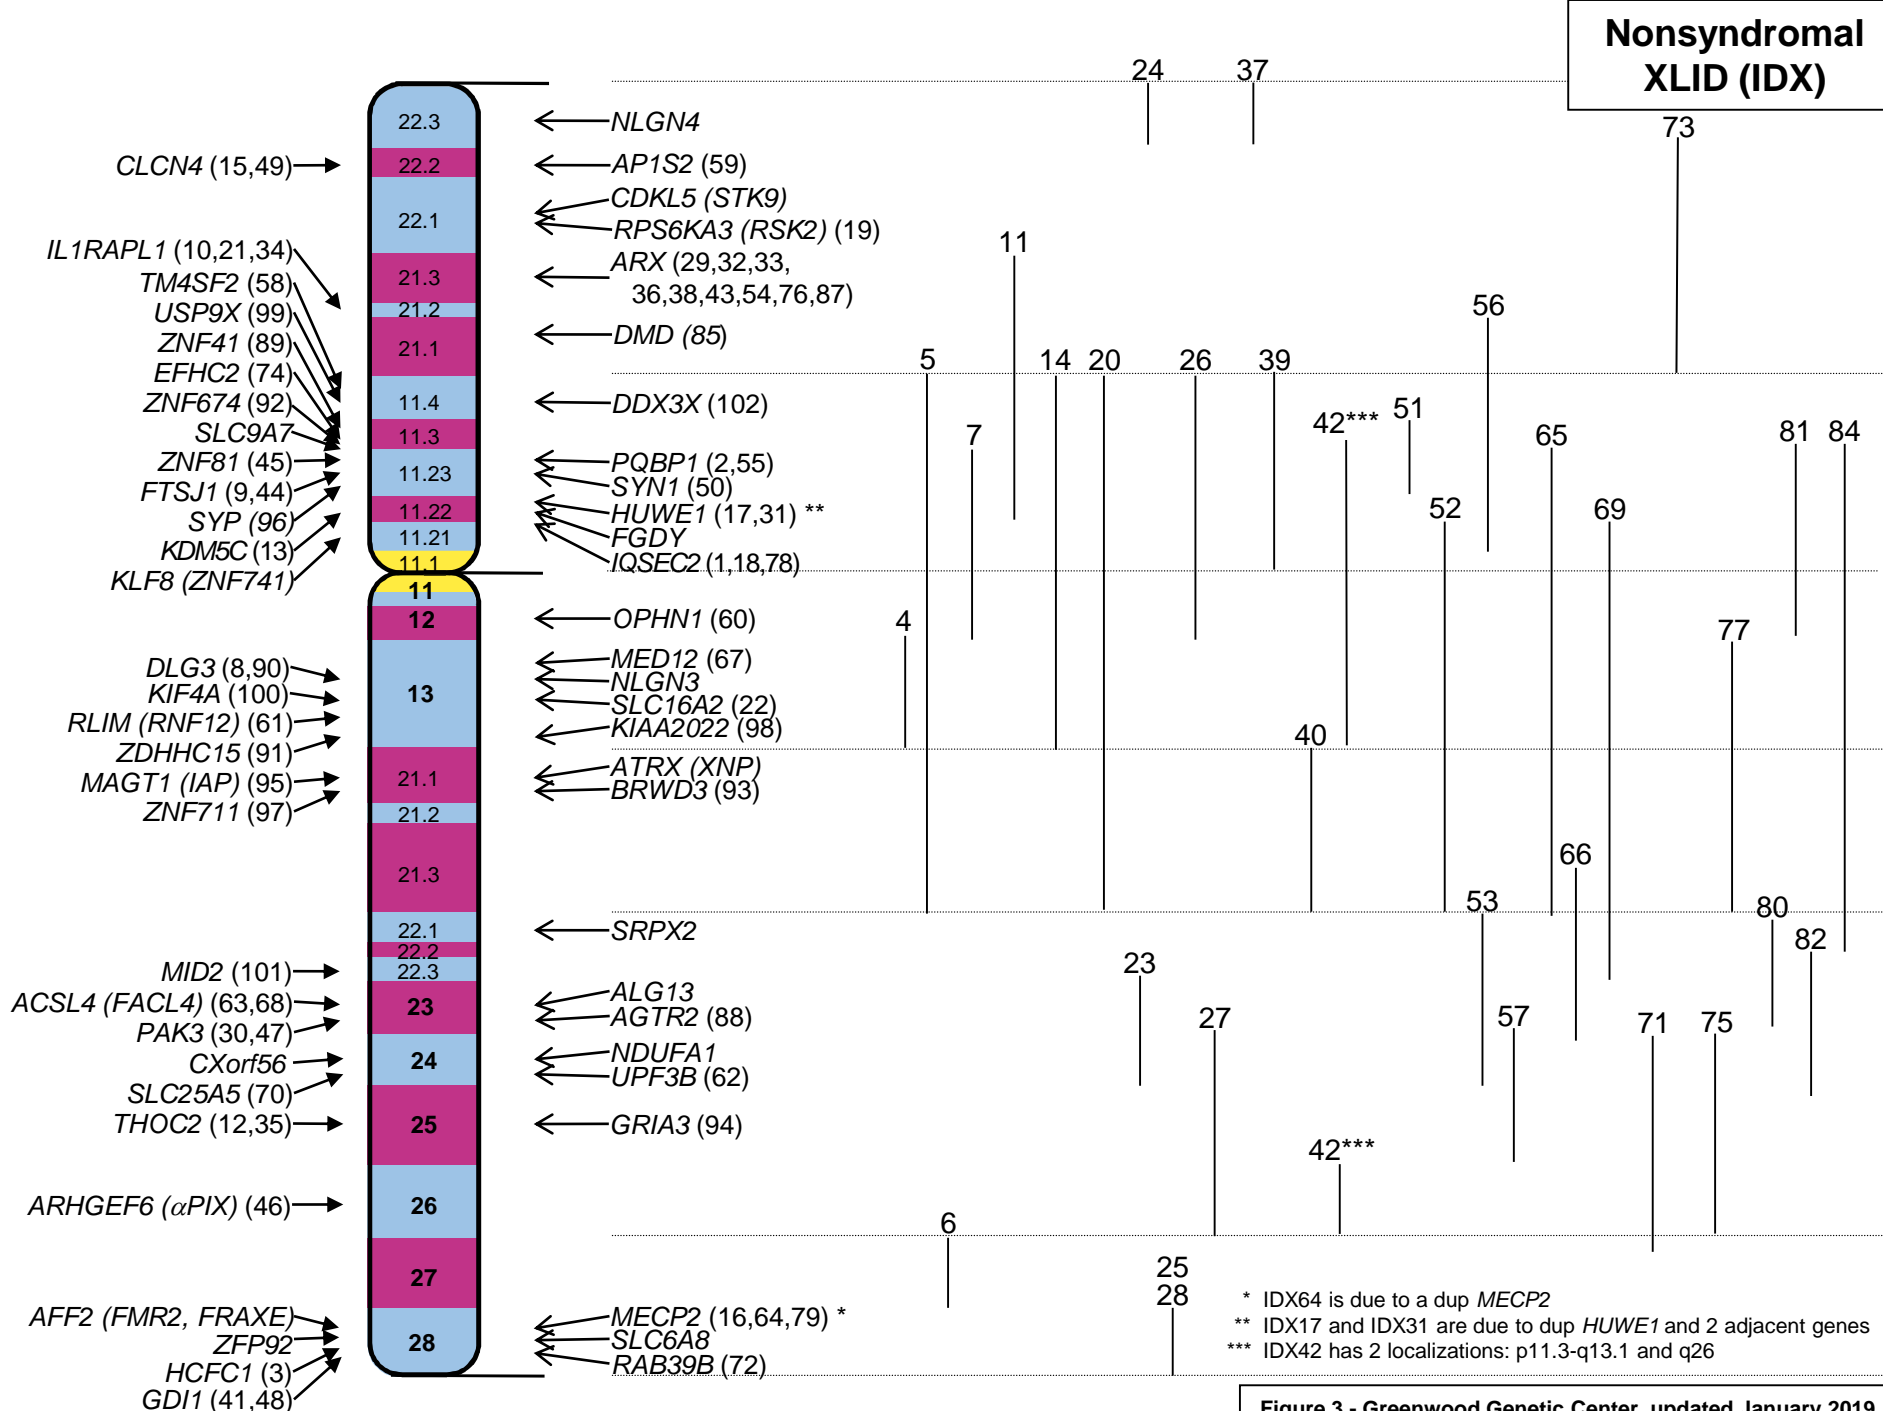 Nonsyndromal
XLID (IDX)
24
37
73
22.3
22.2
22.1
21.3
21.2
21.1
11.4
11.3
11.23
11.22
11.21
11.1
11
12
13
21.1
21.2
21.3
22.1
22.2
22.3
23
24
25
26
27
28
CLCN4 (15,49)
IL1RAPL1 (10,21,34)
TM4SF2 (58)
USP9X (99)
ZNF41 (89)
EFHC2 (74)
ZNF674 (92)
SLC9A7
ZNF81 (45)
FTSJ1 (9,44)
SYP (96)
KDM5C (13)
KLF8 (ZNF741)
DLG3 (8,90)
KIF4A (100)
RLIM (RNF12) (61)
ZDHHC15 (91)
MAGT1 (IAP) (95)
ZNF711 (97)
MID2 (101)
ACSL4 (FACL4) (63,68)
PAK3 (30,47)
CXorf56
SLC25A5 (70)
THOC2 (12,35)
ARHGEF6 (αPIX) (46)
AFF2 (FMR2, FRAXE)
ZFP92
HCFC1 (3)
GDI1 (41,48)
NLGN4
AP1S2 (59)
CDKL5 (STK9)
RPS6KA3 (RSK2) (19)
ARX (29,32,33,
36,38,43,54,76,87)
DMD (85)
DDX3X (102)
PQBP1 (2,55)
SYN1 (50)
HUWE1 (17,31) **
FGDY
IQSEC2 (1,18,78)
OPHN1 (60)
MED12 (67)
NLGN3
SLC16A2 (22)
KIAA2022 (98)
ATRX (XNP)
BRWD3 (93)
SRPX2
ALG13
AGTR2 (88)
NDUFA1
UPF3B (62)
GRIA3 (94)
MECP2 (16,64,79) *
SLC6A8
RAB39B (72)
11
56
5
14
20
26
39
42***
51
7
65
81
84
52
69
4
77
40
66
53
80
82
23
27
57
71
75
42***
6
25
28
* IDX64 is due to a dup MECP2
** IDX17 and IDX31 are due to dup HUWE1 and 2 adjacent genes
*** IDX42 has 2 localizations: p11.3-q13.1 and q26
Figure 3 - Greenwood Genetic Center, updated January 2019